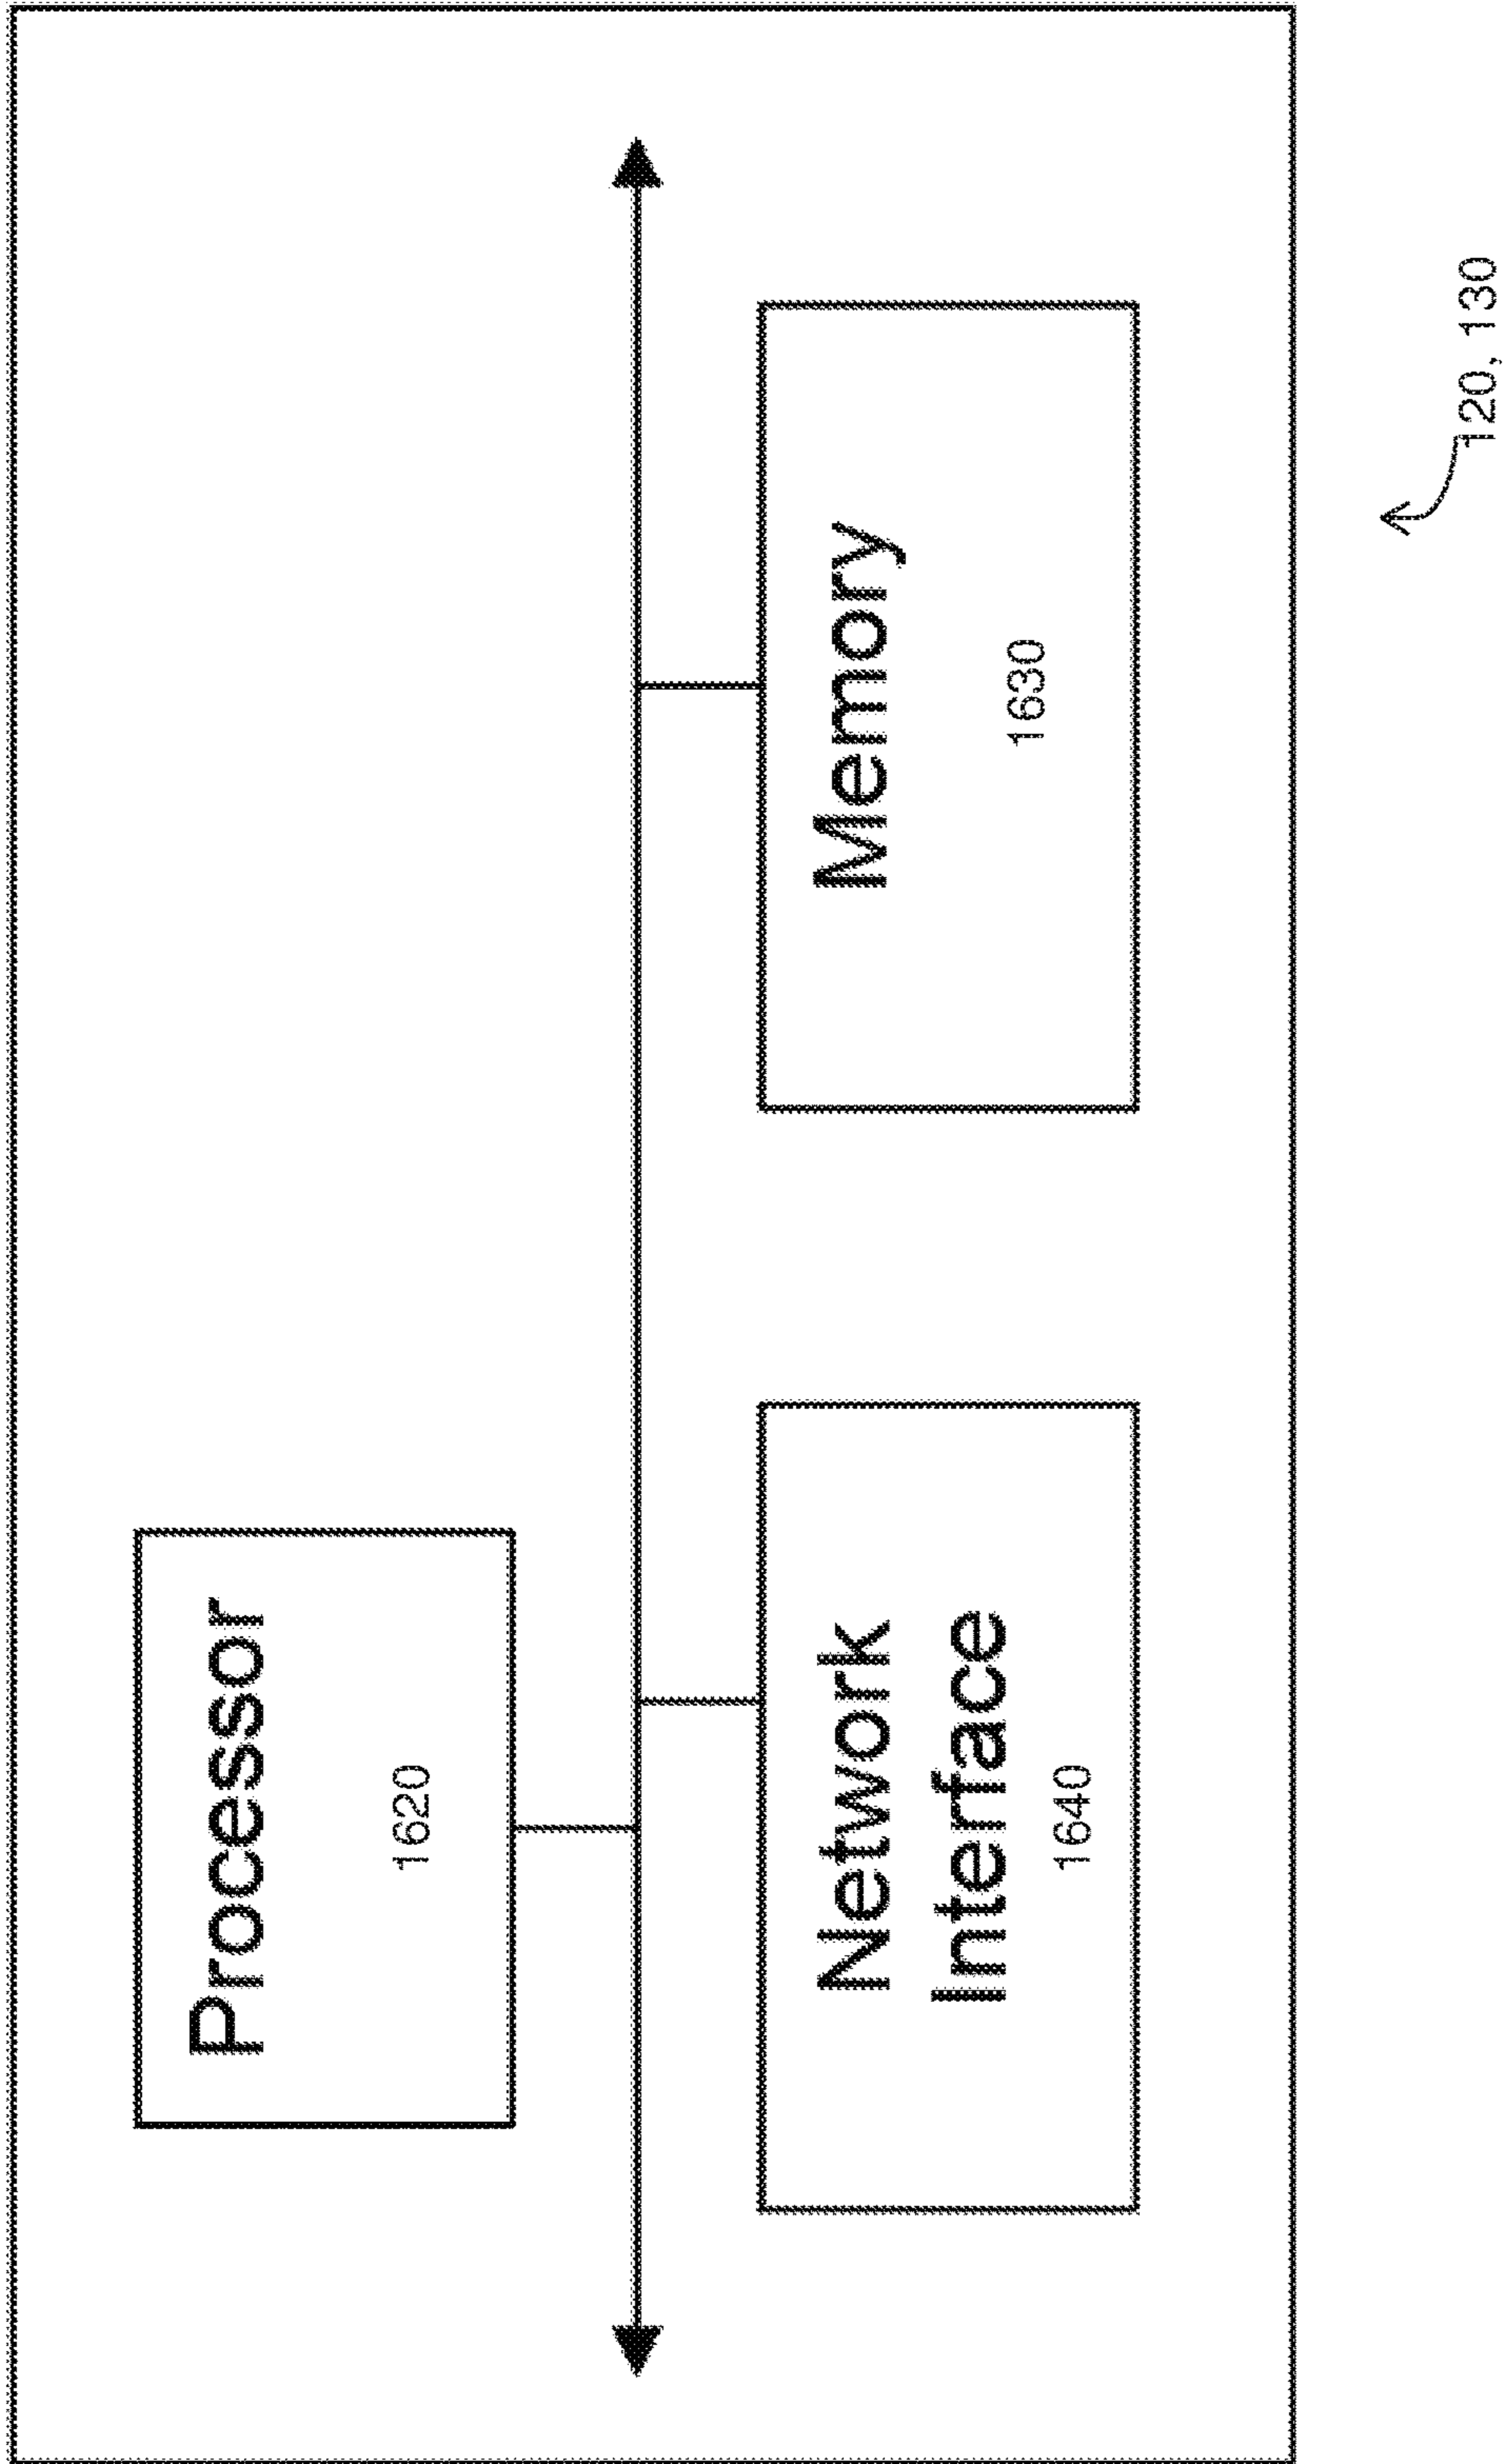 Processor
1620
Network
Interface
1640
Memory
1630
120, 130